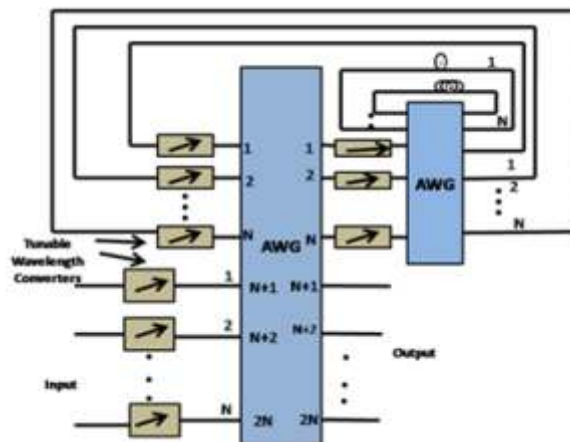 1
N
1
1
2
2
AWG
1
2
N
N
N
AWG
Tunable
Wavelength
Converters
1
N+1
N+1
2
N+2
N+2
Output
Input
N
2N
2N